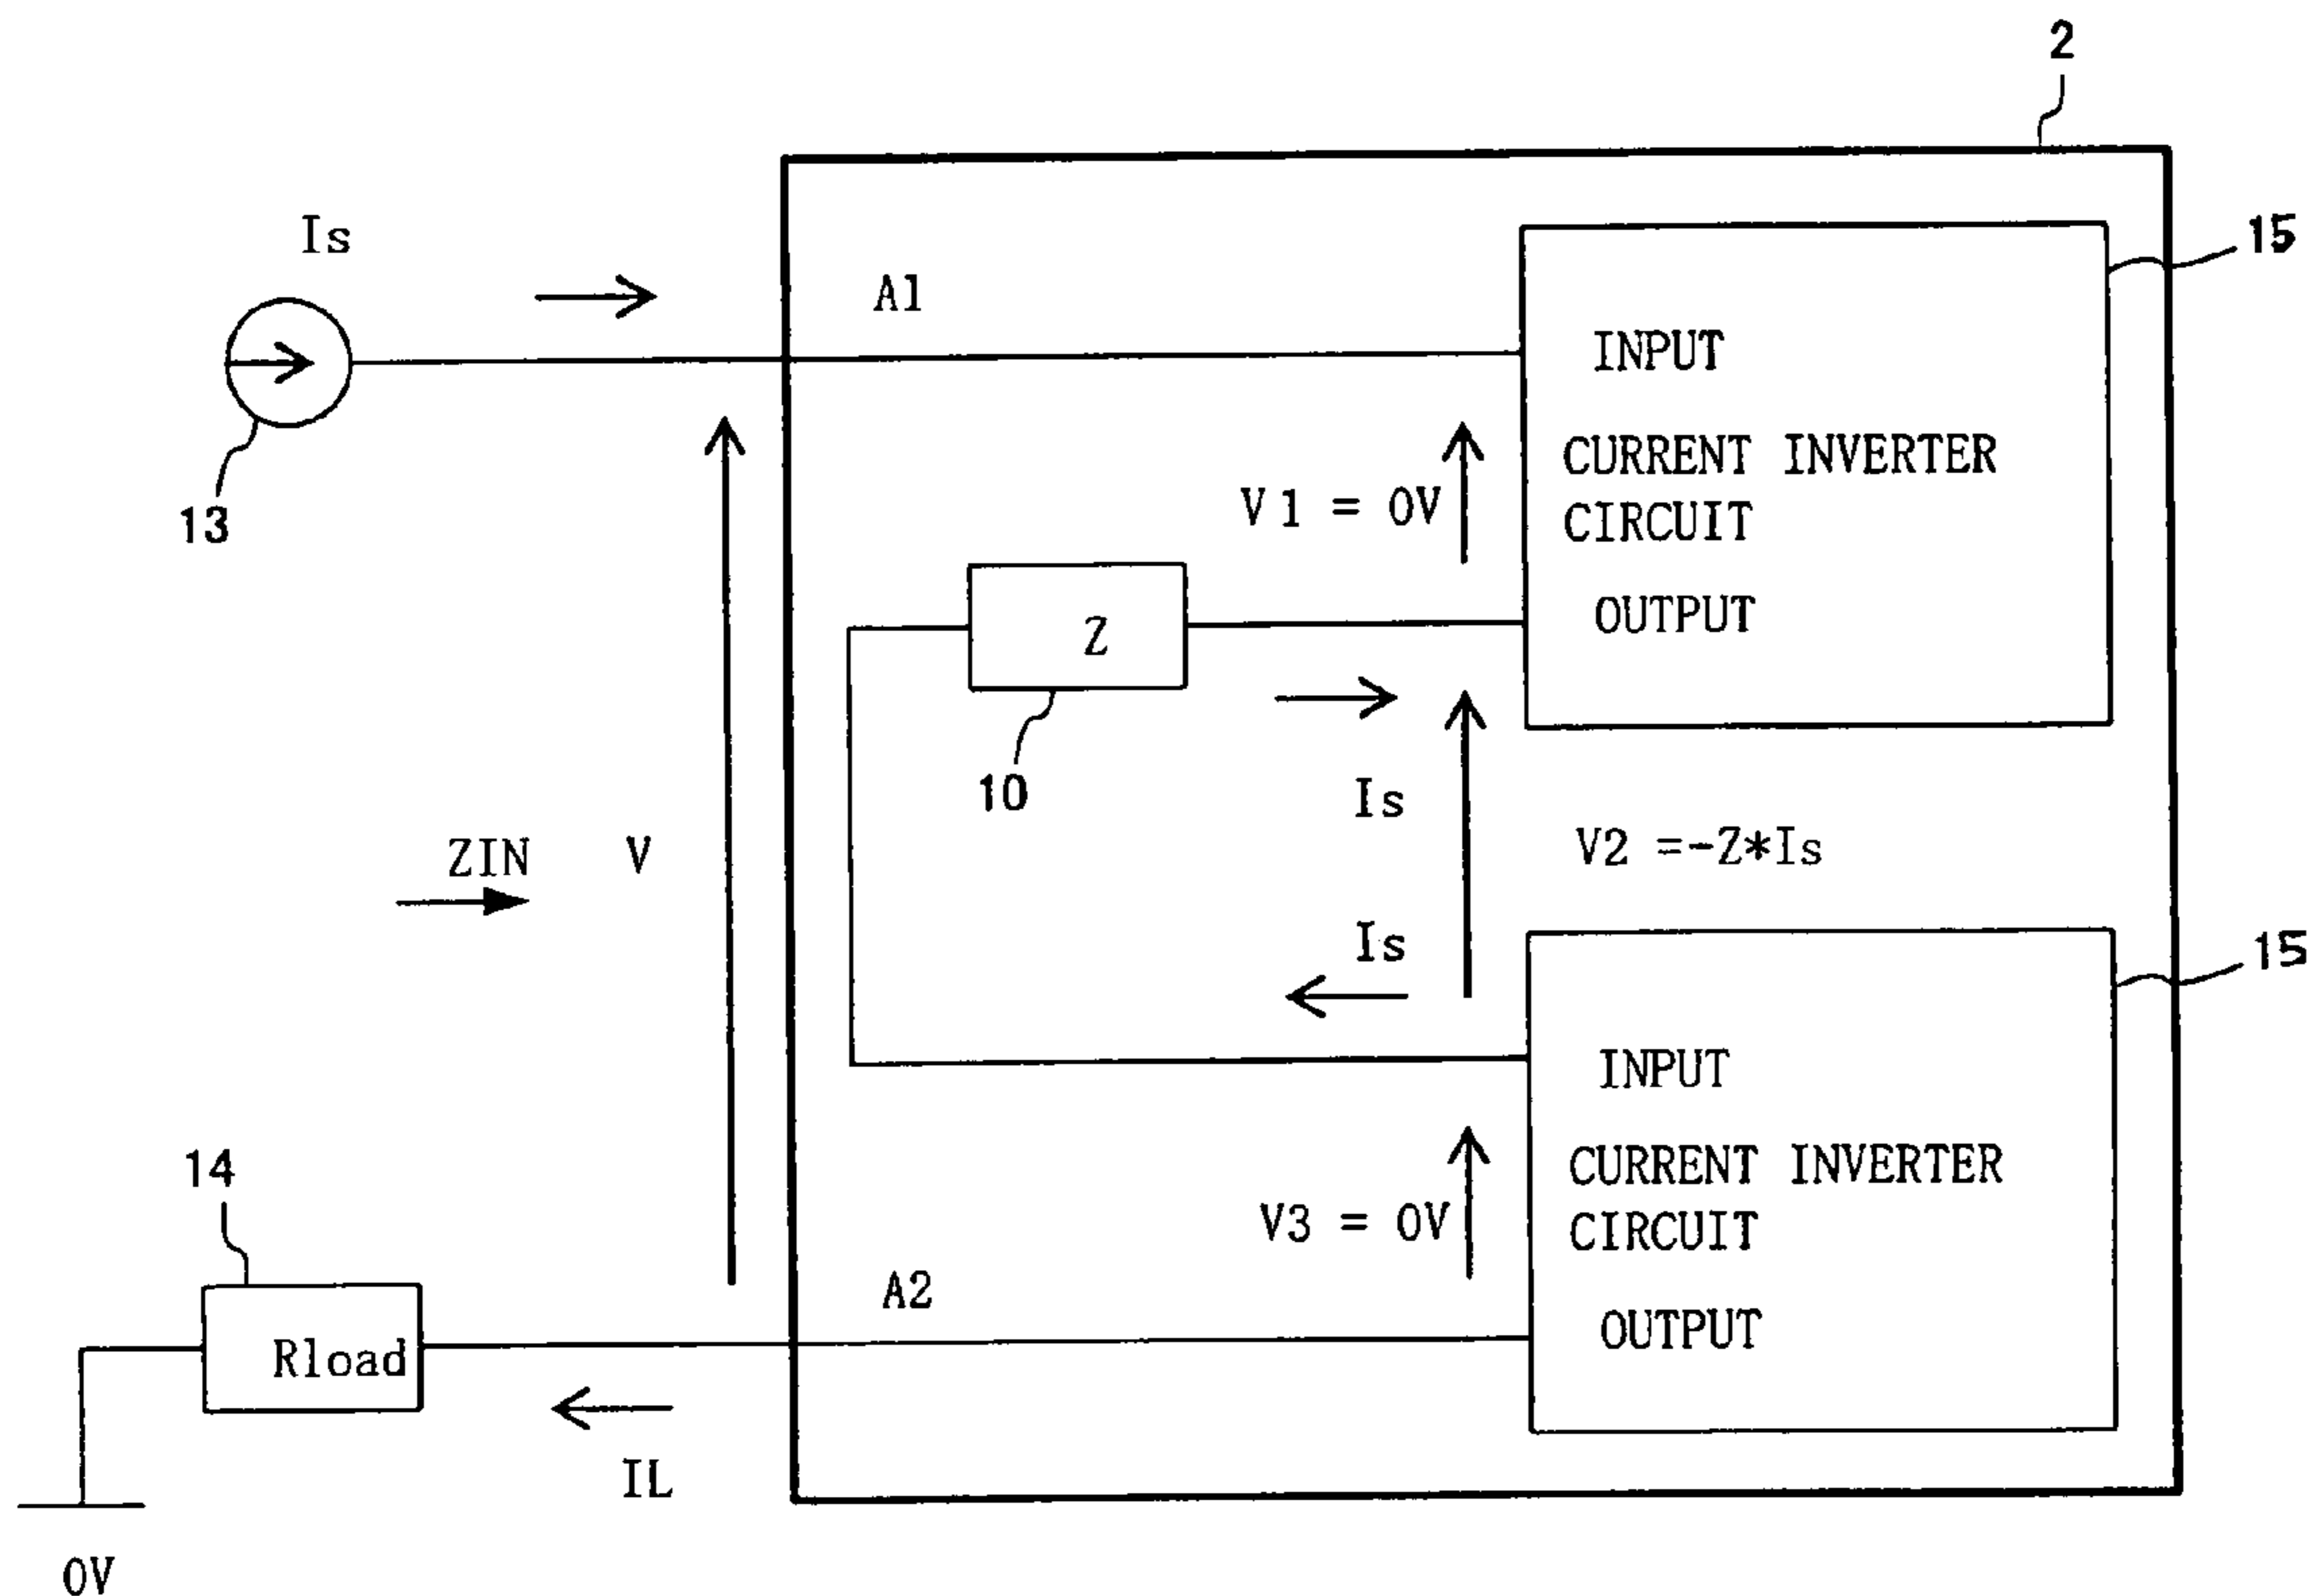 2
Is
15
A1
INPUT
CURRENT INVERTER
CIRCUIT
V1 = 0V
13
OUTPUT
Z
10
Is
ZIN
V
V2 =-Z*Is
Is
15
INPUT
CURRENT INVERTER
CIRCUIT
14
V3 = 0V
A2
OUTPUT
Rload
IL
0V